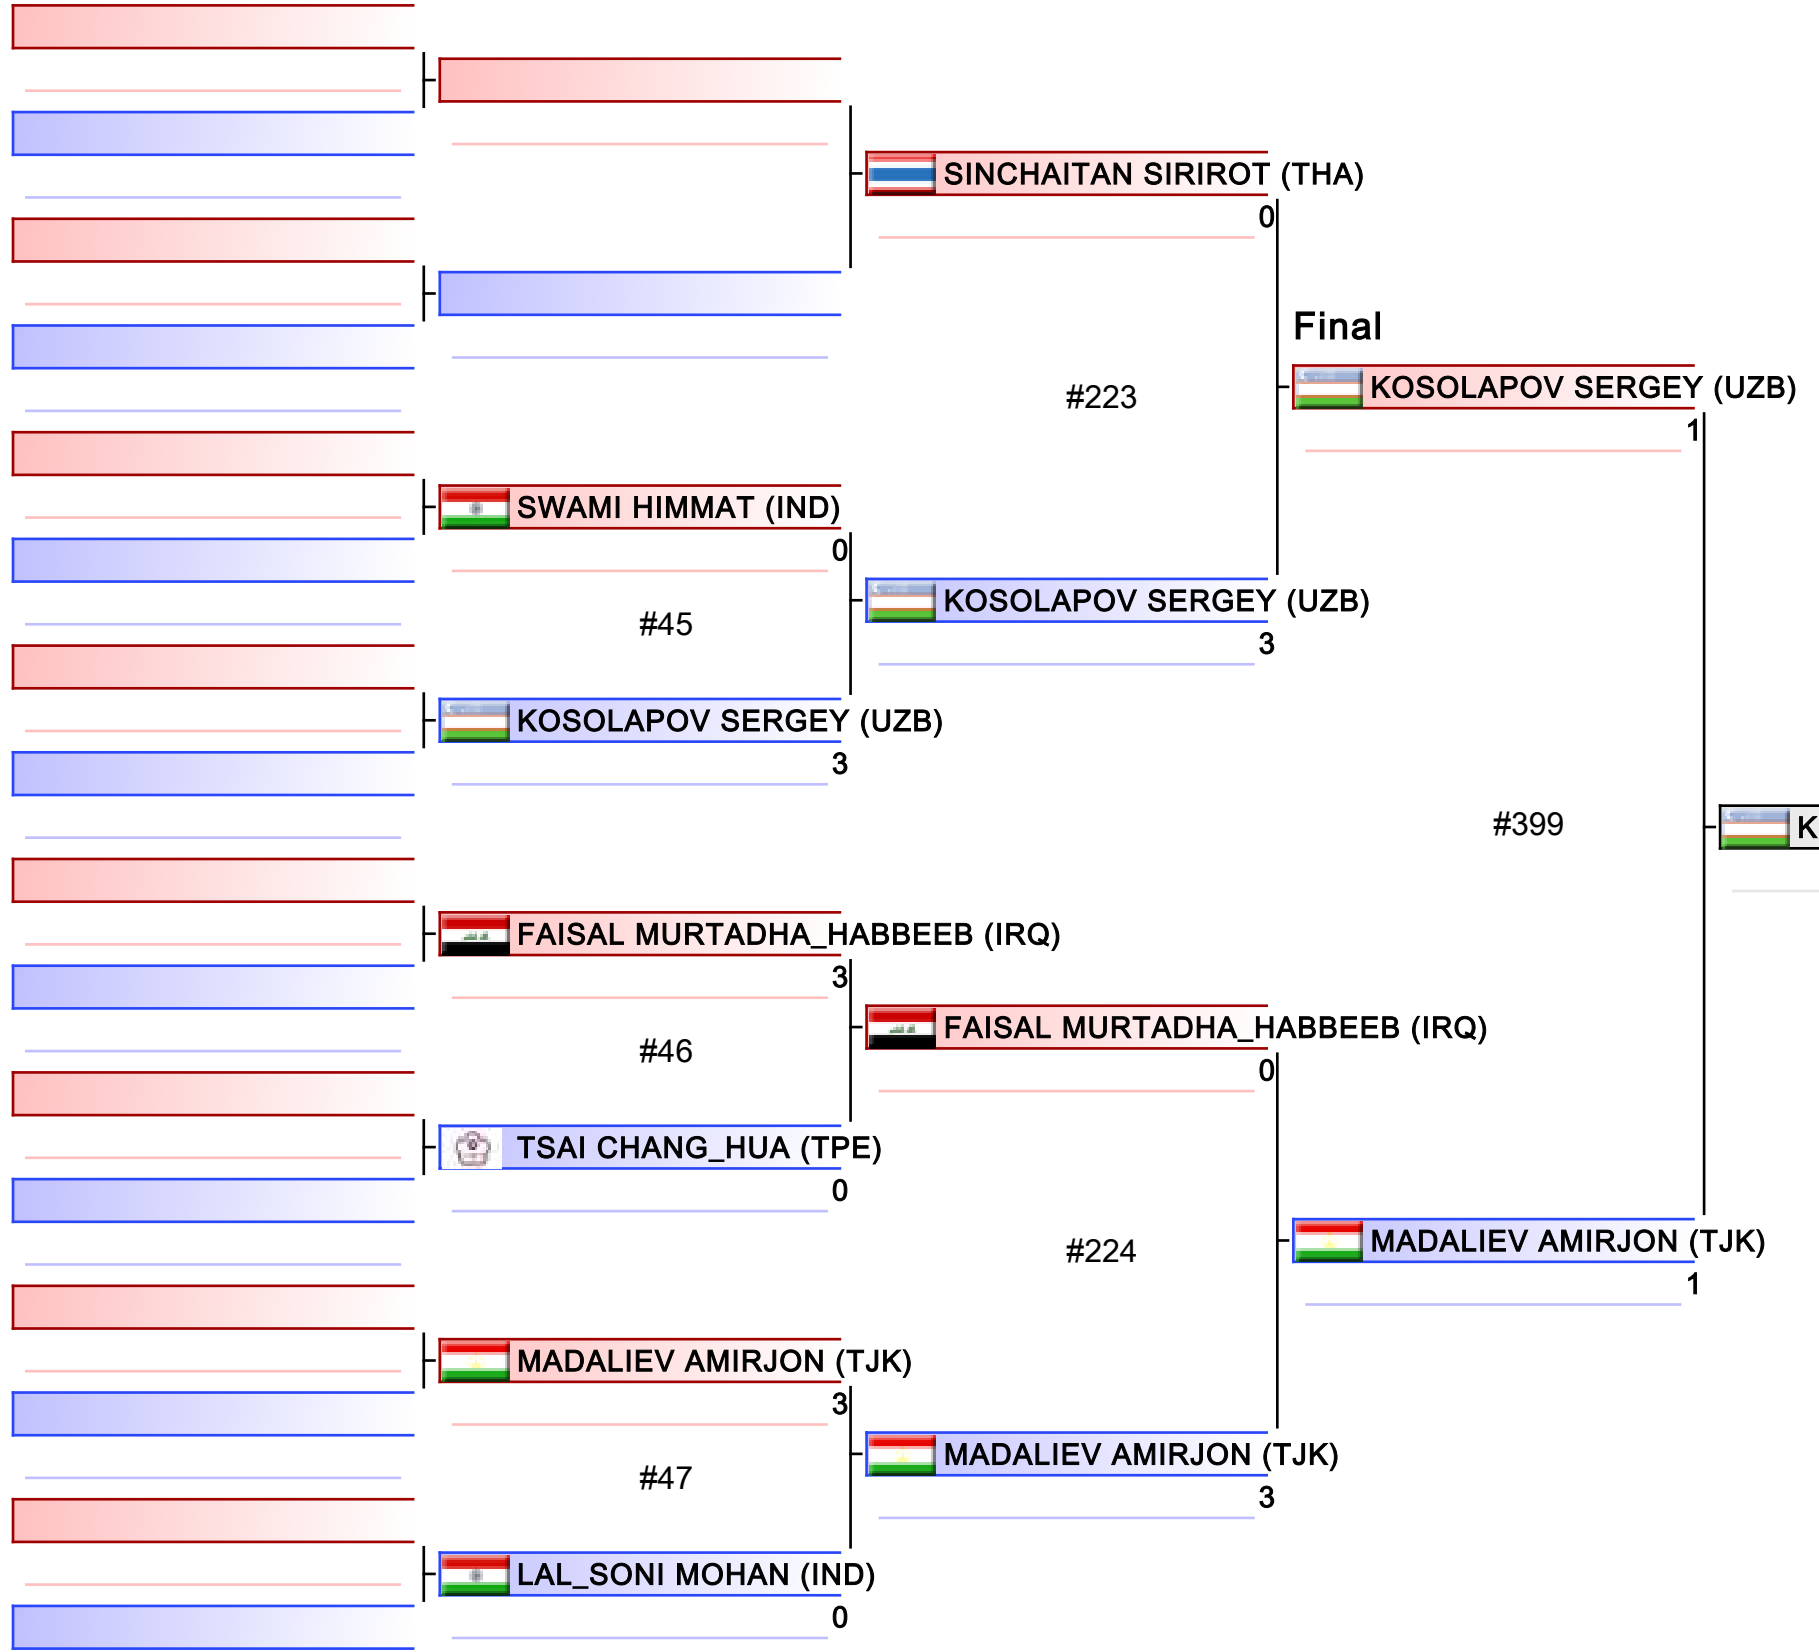 SINCHAITAN SIRIROT (THA)
0
Final
#223
KOSOLAPOV SERGEY (UZB)
1
SWAMI HIMMAT (IND)
0
KOSOLAPOV SERGEY (UZB)
3
#45
KOSOLAPOV SERGEY (UZB)
3
#399
K
FAISAL MURTADHA_HABBEEB (IRQ)
3
FAISAL MURTADHA_HABBEEB (IRQ)
0
#46
TSAI CHANG_HUA (TPE)
0
#224
MADALIEV AMIRJON (TJK)
1
MADALIEV AMIRJON (TJK)
3
MADALIEV AMIRJON (TJK)
3
#47
LAL_SONI MOHAN (IND)
0